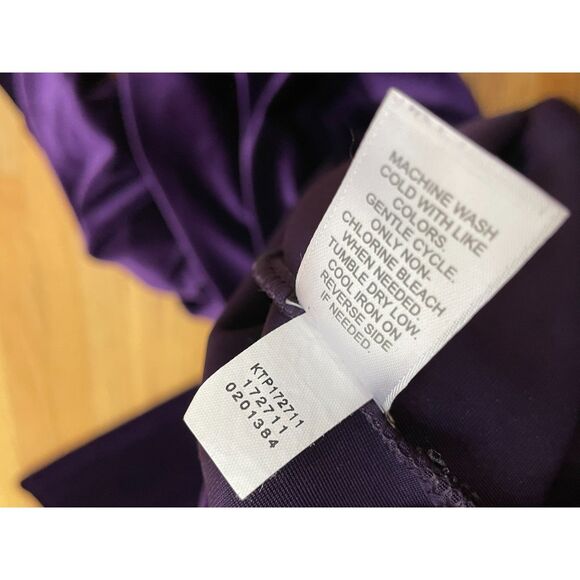 MACHINE WASH
COLD WITH LIKE
COLORS.
GENTLE CYCLE.
ONLY NON-
CHLORINE BLEACH
WHEN NEEDED.
TUMBLE DRY LOW.
COOL IRON ON
REVERSE SIDE
IF NEEDED.
KTP172711
172711
0201384